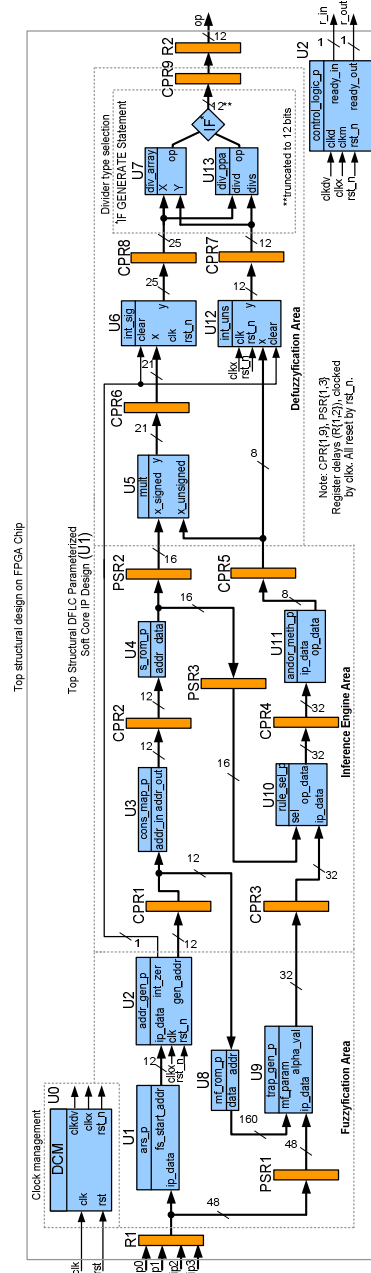 Top structural design on FPGA Chip
op
12
R2
CPR9
12**
r_in
r_out
1
1
U2
control_logic_p
clkd ready_in
clkm
rst_n ready_out
clkdv
clkx
rst_n
Divider type selection
'IF GENERATE Statement
IF
U7
div_array
X op
Y
U13
div_ppa
divd op
divs
**truncated to 12 bits
CPR8
25
25
CPR7
12
12
U6
int_sig
clear
x y
clk
rst_n
U12
int_uns
clk
rst_n
x y
clear
clkx
rst_n
Defuzzyfication Area
21
CPR6
21
U5
mult
x_signed y
x_unsigned
8
Note: CPR{1,9}, PSR{1,3}
Register delays (R{1,2}), clocked
by clkx. All reset by rst_n.
Top Structural DFLC Parameterized
Soft Core IP Design (U1)
16
PSR2
16
CPR5
8
U4
s_rom_p
addr data
PSR3
U11
andor_meth_p
ip_data
op_data
12
CPR2
12
32
CPR4
32
Inference Engine Area
U3
cons_map_p
addr_in addr_out
16
U10
rule_sel_p
sel
op_data
ip_data
12
32
CPR1
12
CPR3
1
32
U2
addr_gen_p
ip_data int_zer
clk
rst_n gen_addr
12
clkx
rst_n
U8
mf_rom_p
data addr
U9
trap_gen_p
mf_param
alpha_val
ip_data
160
48
Fuzzyfication Area
U1
ars_p
fs_start_addr
ip_data
PSR1
48
Clock management
U0
DCM
clk
rst
clkdv
clkx
rst_n
clk
rst
R1
ip0
ip1
ip2
ip3